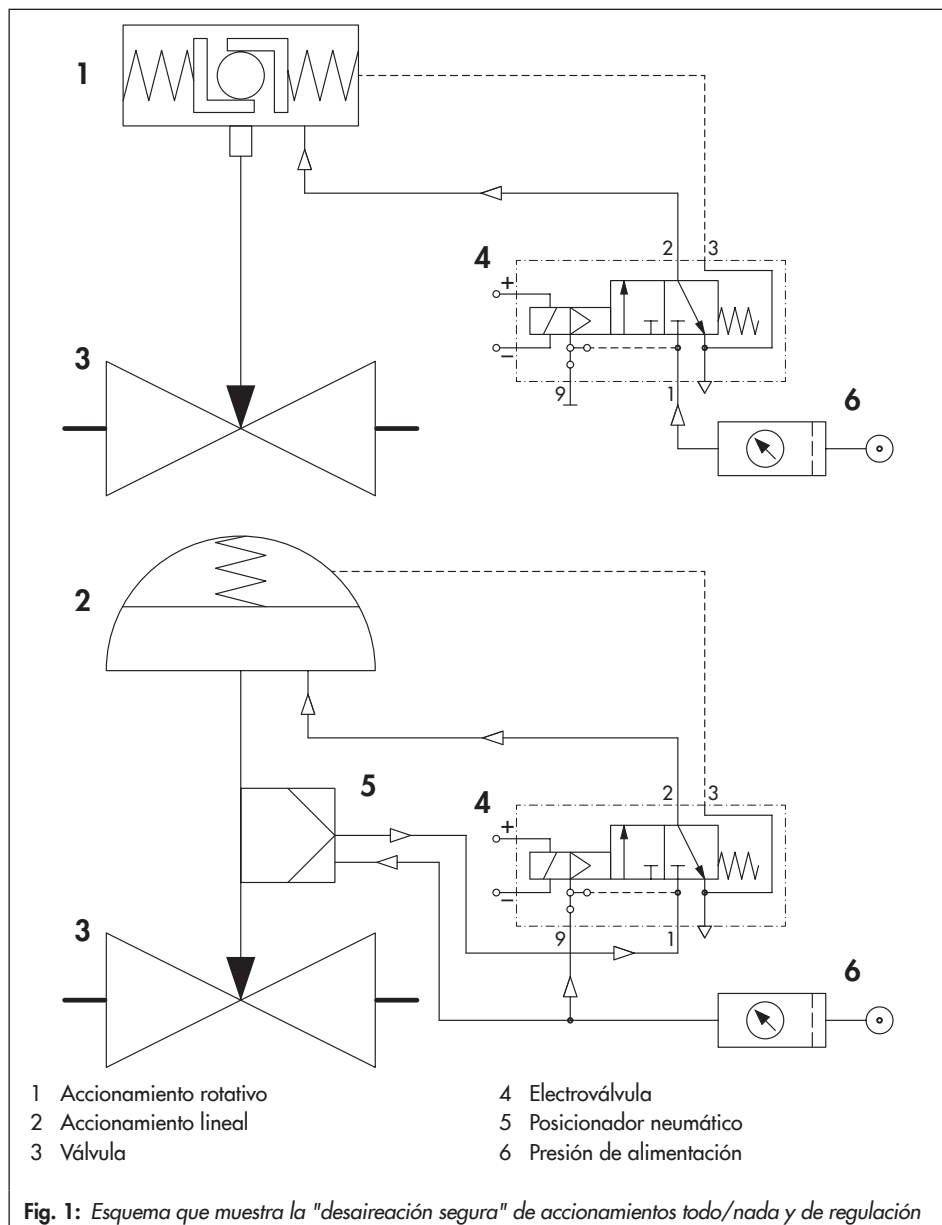 1
2 3
4
+
3
−
9
1
6
2
5
2 3
4
+
−
3
9
1
6
1 Accionamiento rotativo
2 Accionamiento lineal
3 Válvula
4 Electroválvula
5 Posicionador neumático
6 Presión de alimentación
Fig. 1: Esquema que muestra la "desaireación segura" de accionamientos todo/nada y de regulación